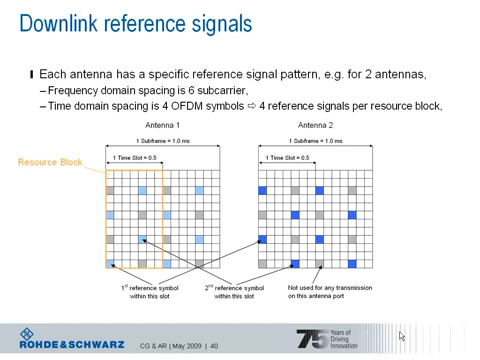 Downlink reference signals
Each antenna has a specific reference signal pattern, e.g. for 2 antennas,
– Frequency domain spacing is 6 subcarrier,
– Time domain spacing is 4 OFDM symbols ⇨ 4 reference signals per resource block,
Antenna 1
Antenna 2
1 Subframe = 1.0 ms
1 Subframe = 1.0 ms
1 Time Slot = 0.5
1 Time Slot = 0.5
Resource Block
1st reference symbol
within this slot
2nd reference symbol
within this slot
Not used for any transmission
on this antenna port
ROHDE&SCHWARZ
CG & AR | May 2009 | 40
75 Years of
Driving
Innovation